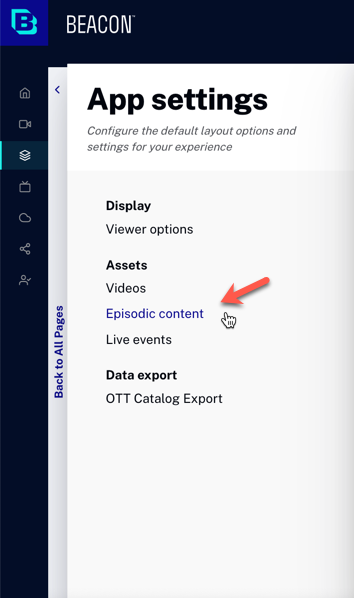 BEACON
App settings
Configure the default layout options and
settings for your experience
Display
Viewer options
Assets
Videos
Episodic content
Live events
Data export
OTT Catalog Export
Back to All Pages